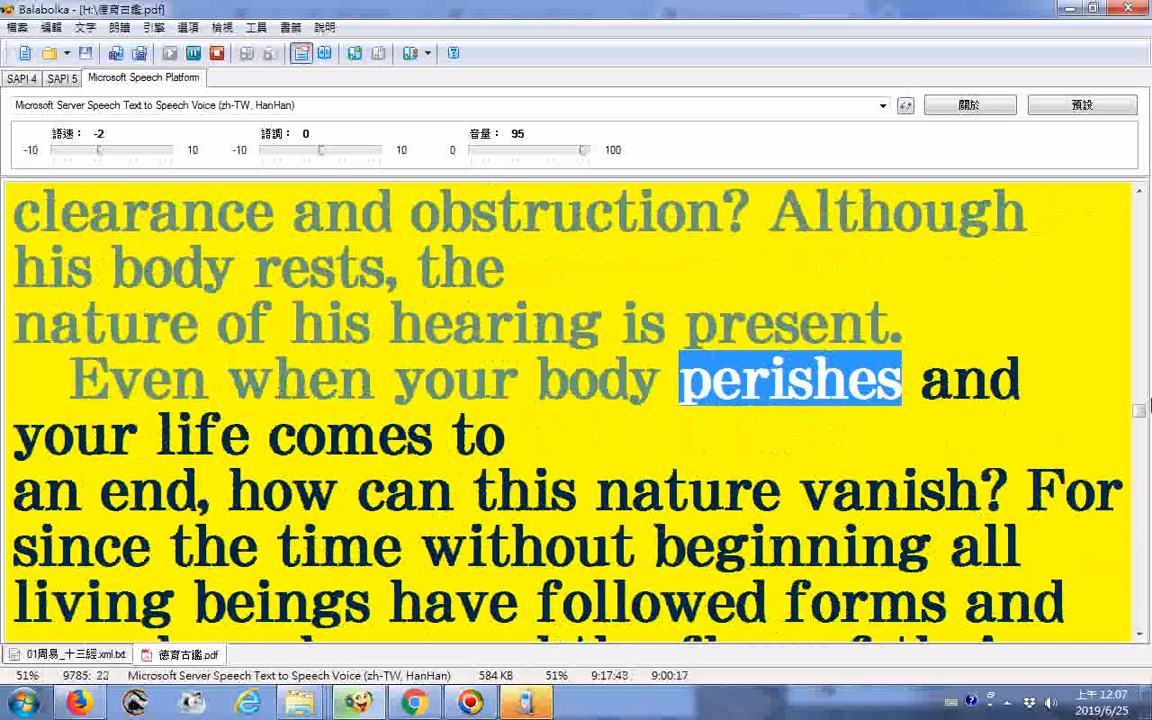 Balabolka - [H:\德育古鑑.pdf]
檔案 編輯 文字 朗讀 引擎 選項 檢視 工具 書籤 說明
SAPI 4 SAPI 5 Microsoft Speech Platform
Microsoft Server Speech Text to Speech Voice (zh-TW, HanHan) 關於 預設
語速： -2 語調： 0 音量： 95
-10 10 -10 10 0 100
clearance and obstruction? Although
his body rests, the
nature of his hearing is present.
Even when your body perishes and
your life comes to
an end, how can this nature vanish? For
since the time without beginning all
living beings have followed forms and
01周易_十三經.xml.txt 德育古鑑.pdf
51% 9785: 22 Microsoft Server Speech Text to Speech Voice (zh-TW, HanHan) 584 KB 51% 9:17:43 9:00:17
上午 12:07
2019/6/25